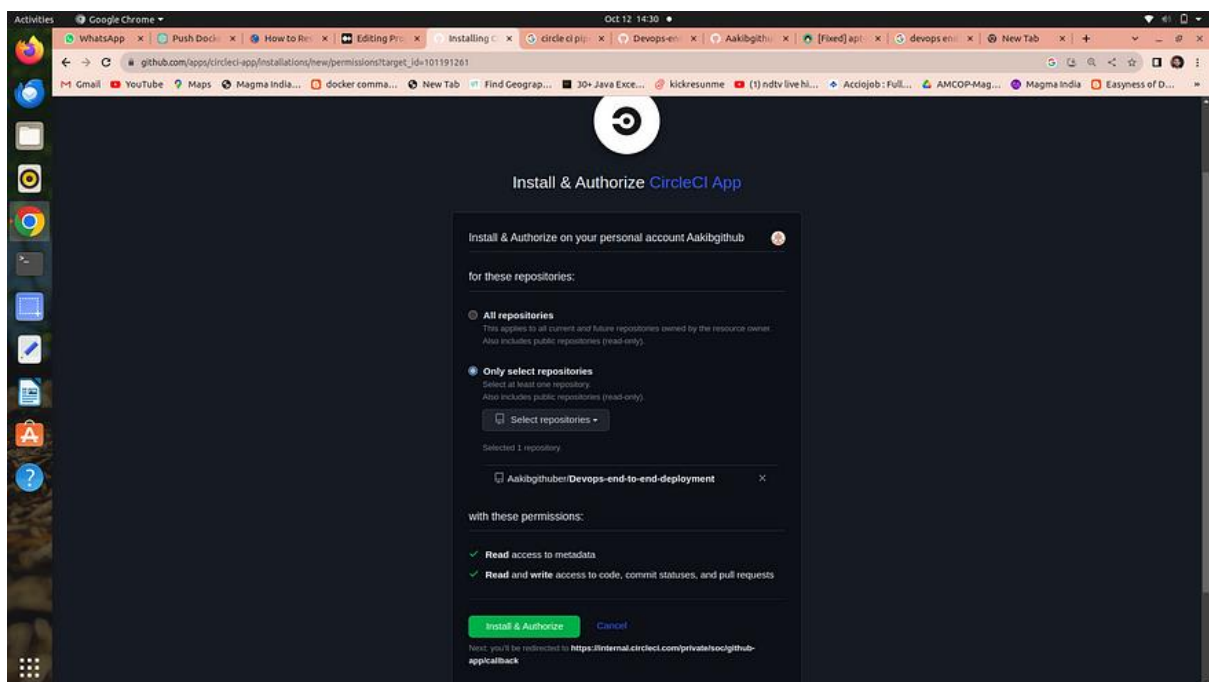 Activities Google Chrome Oct 12 14:30
WhatsApp Push Docke How to Res Editing Pro Installing C circle ci pip Devops-en Aakibgithu [Fixed] apt devops en New Tab
github.com/apps/circleci-app/installations/new/permissions?target_id=101191261
Gmail YouTube Maps Magma India... docker comma... New Tab Find Geograp... 30+ Java Exce... kickresume (1) ndtv live hi... Acciojob : Full... AMCOP-Mag... Magma India Easyness of D...
Install & Authorize CircleCI App
Install & Authorize on your personal account Aakibgithub
for these repositories:
All repositories
This applies to all current and future repositories owned by the resource owner.
Also includes public repositories (read-only).
Only select repositories
Select at least one repository.
Also includes public repositories (read-only).
Select repositories
Selected 1 repository.
Aakibgithuber/Devops-end-to-end-deployment
with these permissions:
Read access to metadata
Read and write access to code, commit statuses, and pull requests
Install & Authorize Cancel
Next: you'll be redirected to https://internal.circleci.com/private/soc/github-
app/callback